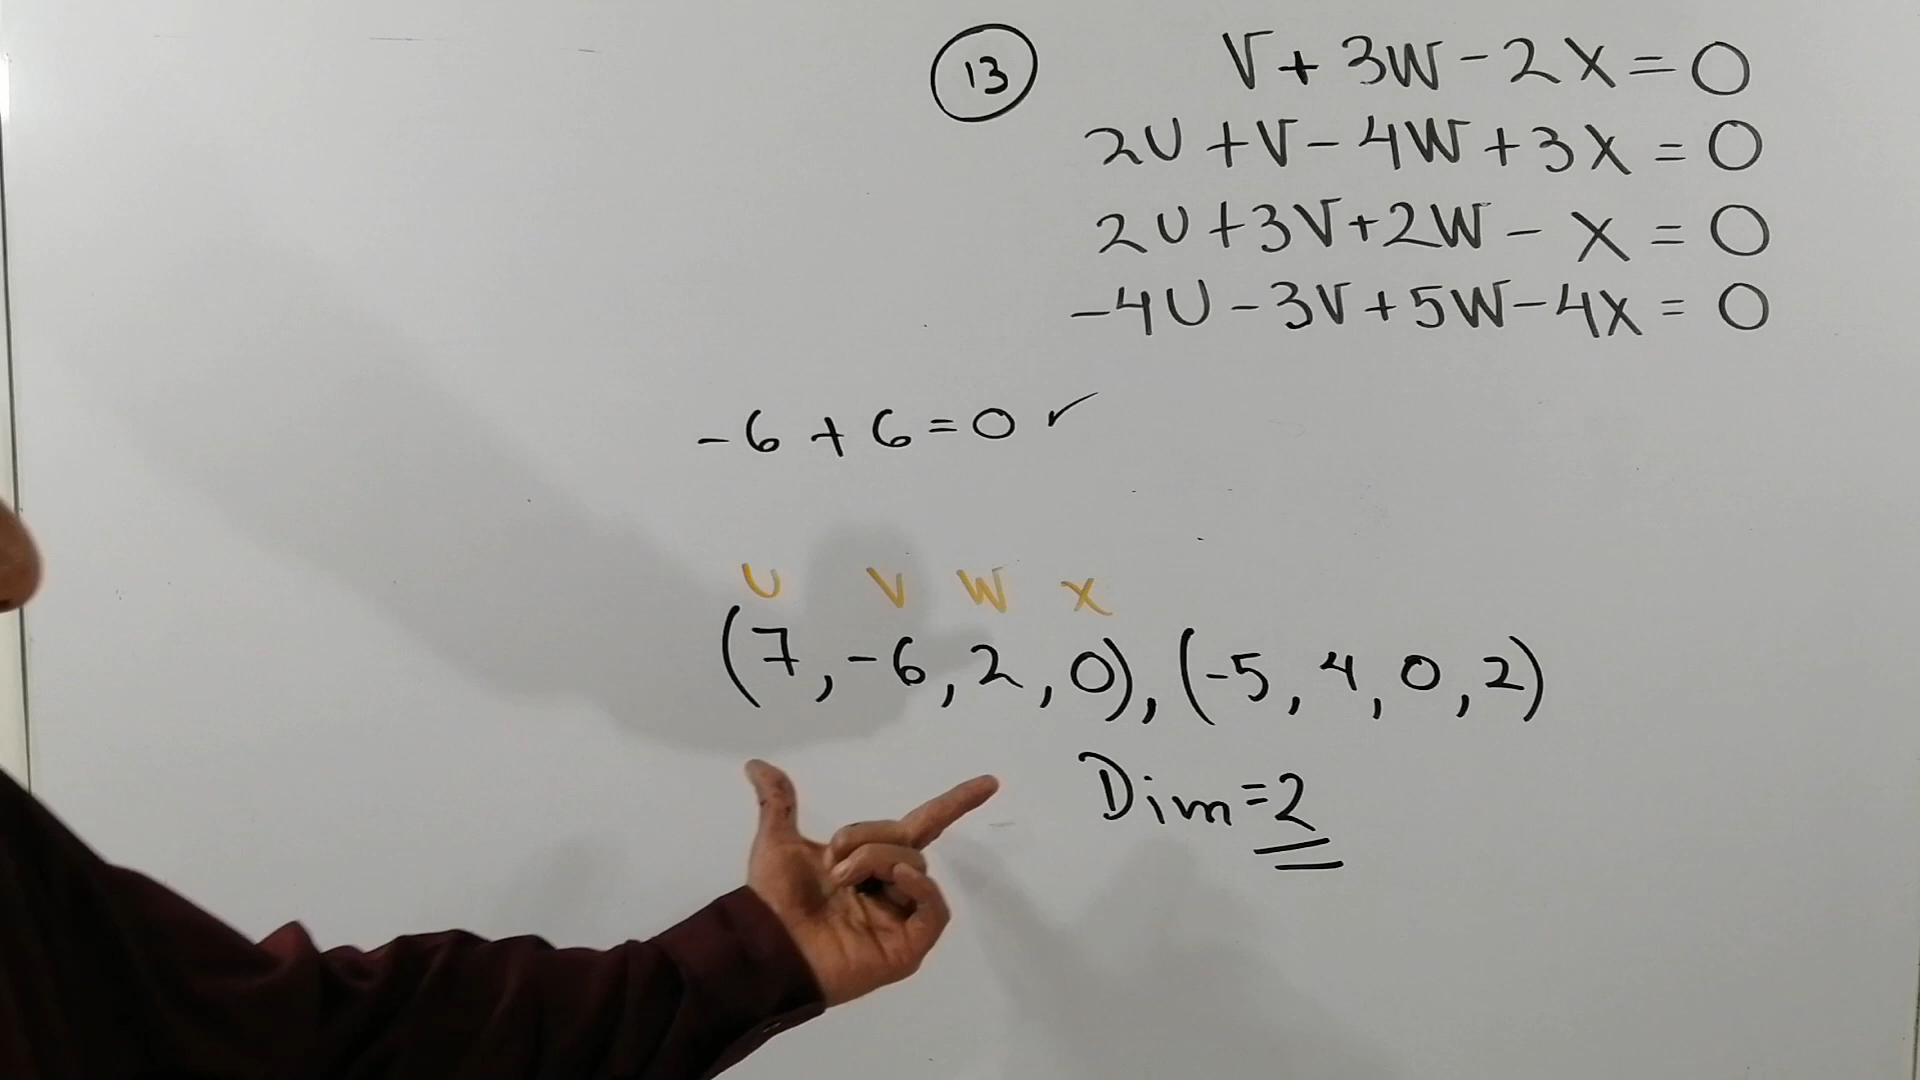 13
V + 3W - 2X = 0
2U + V - 4W + 3X = 0
2U + 3V + 2W - X = 0
-4U - 3V + 5W - 4X = 0
-6 + 6 = 0 ✓
U V W X
(7, -6, 2, 0), (-5, 4, 0, 2)
Dim = 2